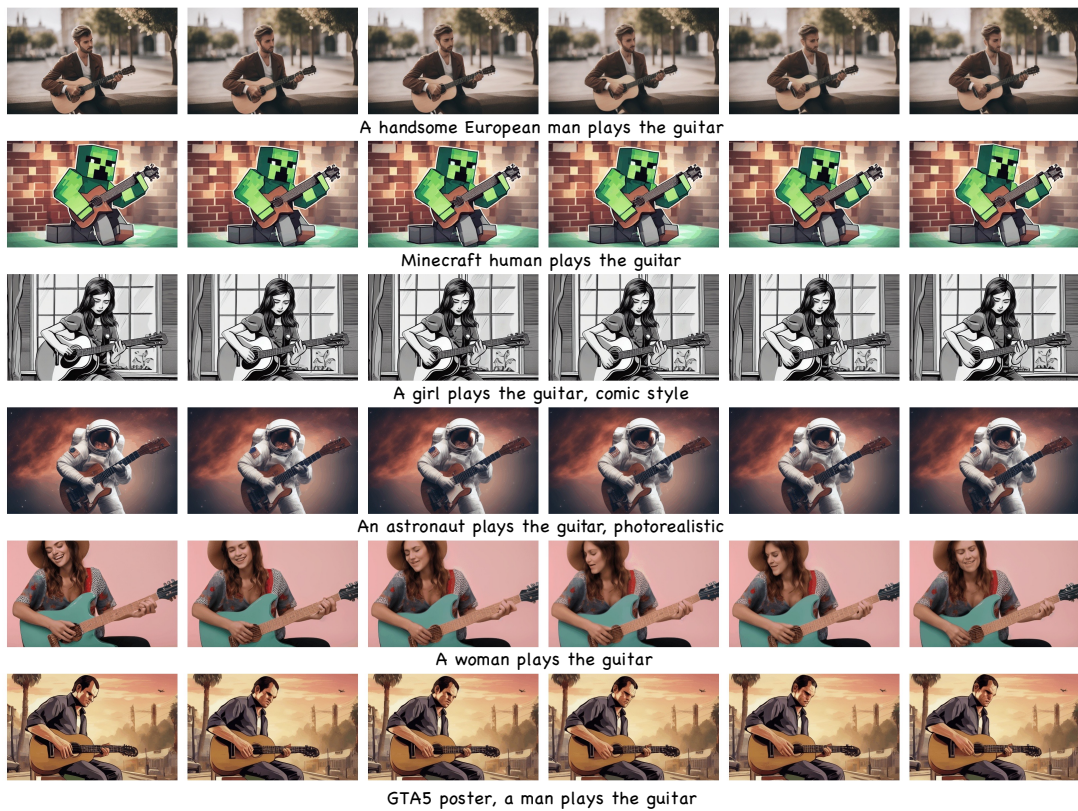 A handsome European man plays the guitar
Minecraft human plays the guitar
A girl plays the guitar, comic style
An astronaut plays the guitar, photorealistic
A woman plays the guitar
GTA5 poster, a man plays the guitar